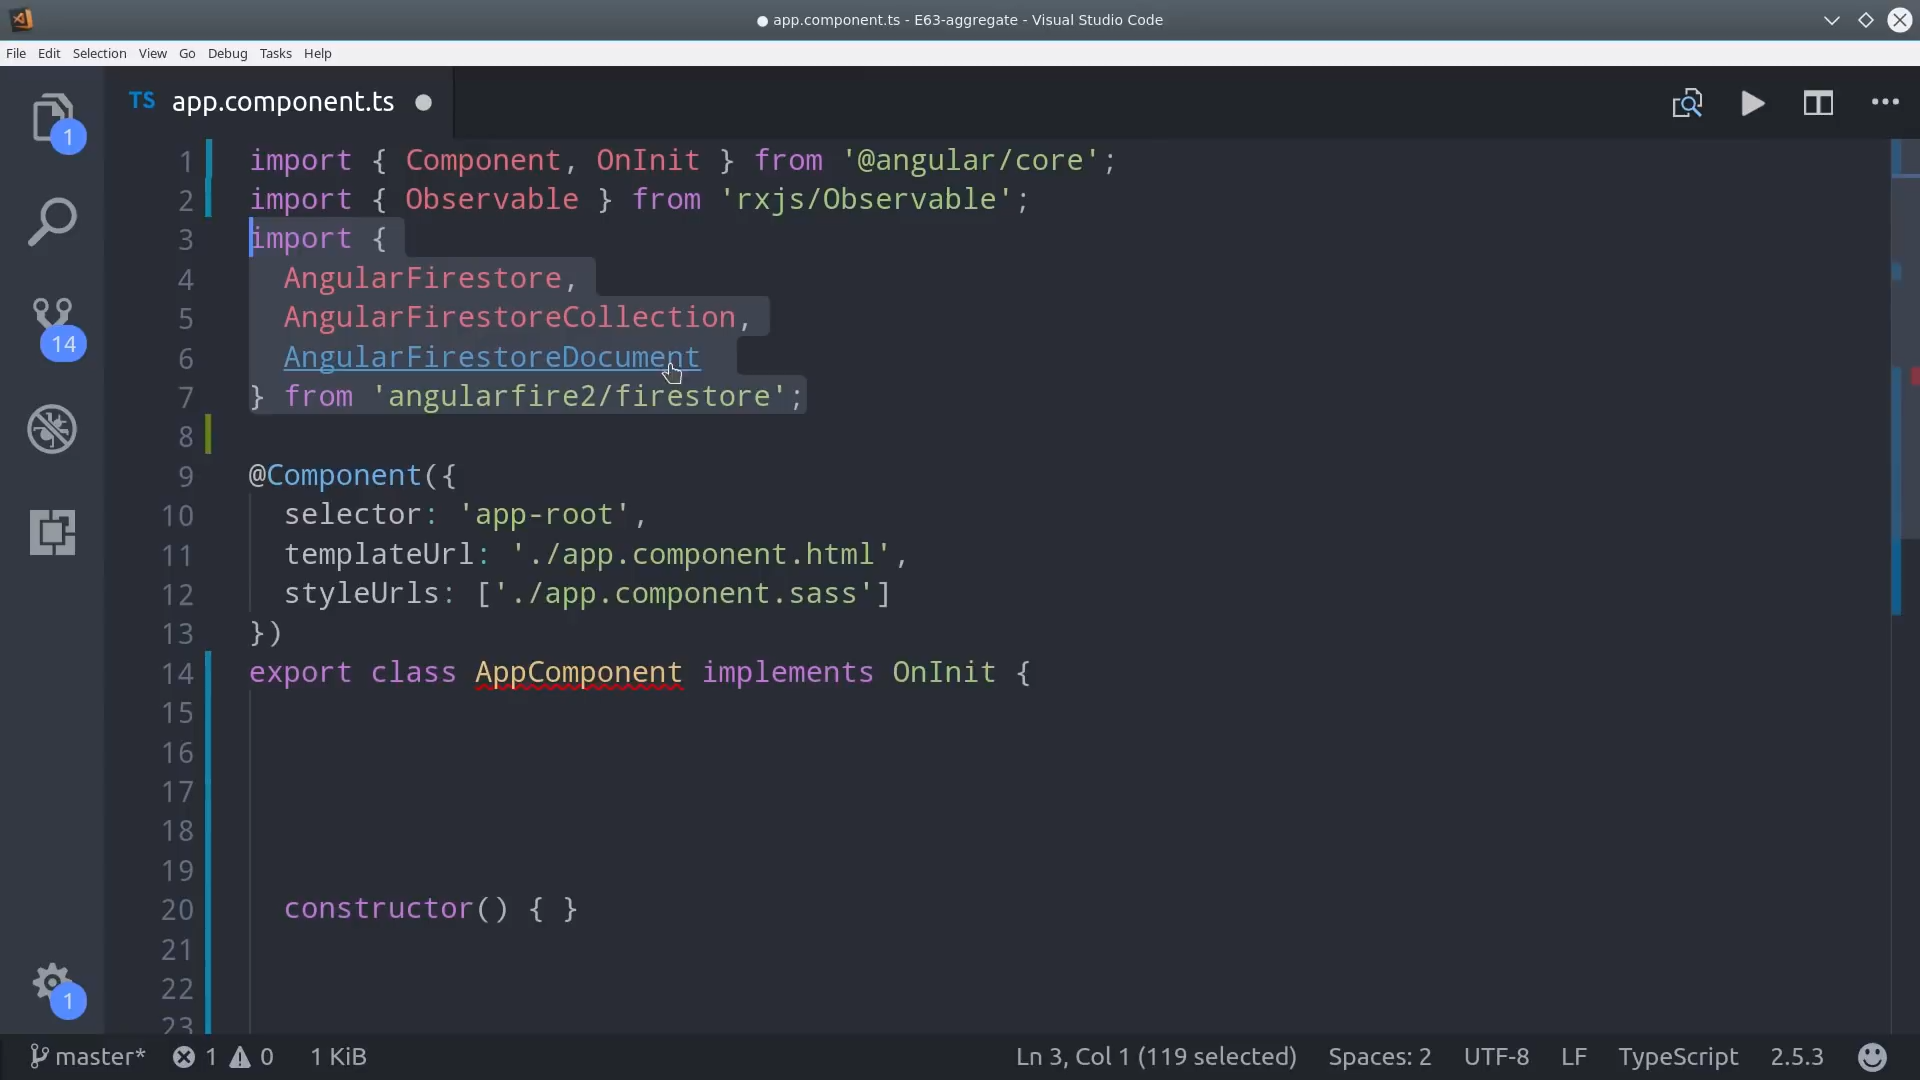 app.component.ts - E63-aggregate - Visual Studio Code
File Edit Selection View Go Debug Tasks Help
TS app.component.ts
1 import { Component, OnInit } from '@angular/core';
2 import { Observable } from 'rxjs/Observable';
3 import {
4 AngularFirestore,
5 AngularFirestoreCollection,
6 AngularFirestoreDocument
7 } from 'angularfire2/firestore';
8
9 @Component({
10 selector: 'app-root',
11 templateUrl: './app.component.html',
12 styleUrls: ['./app.component.sass']
13 })
14 export class AppComponent implements OnInit {
15
16
17
18
19
20 constructor() { }
21
22
23
1
14
1
master* 1 0 1 KiB Ln 3, Col 1 (119 selected) Spaces: 2 UTF-8 LF TypeScript 2.5.3